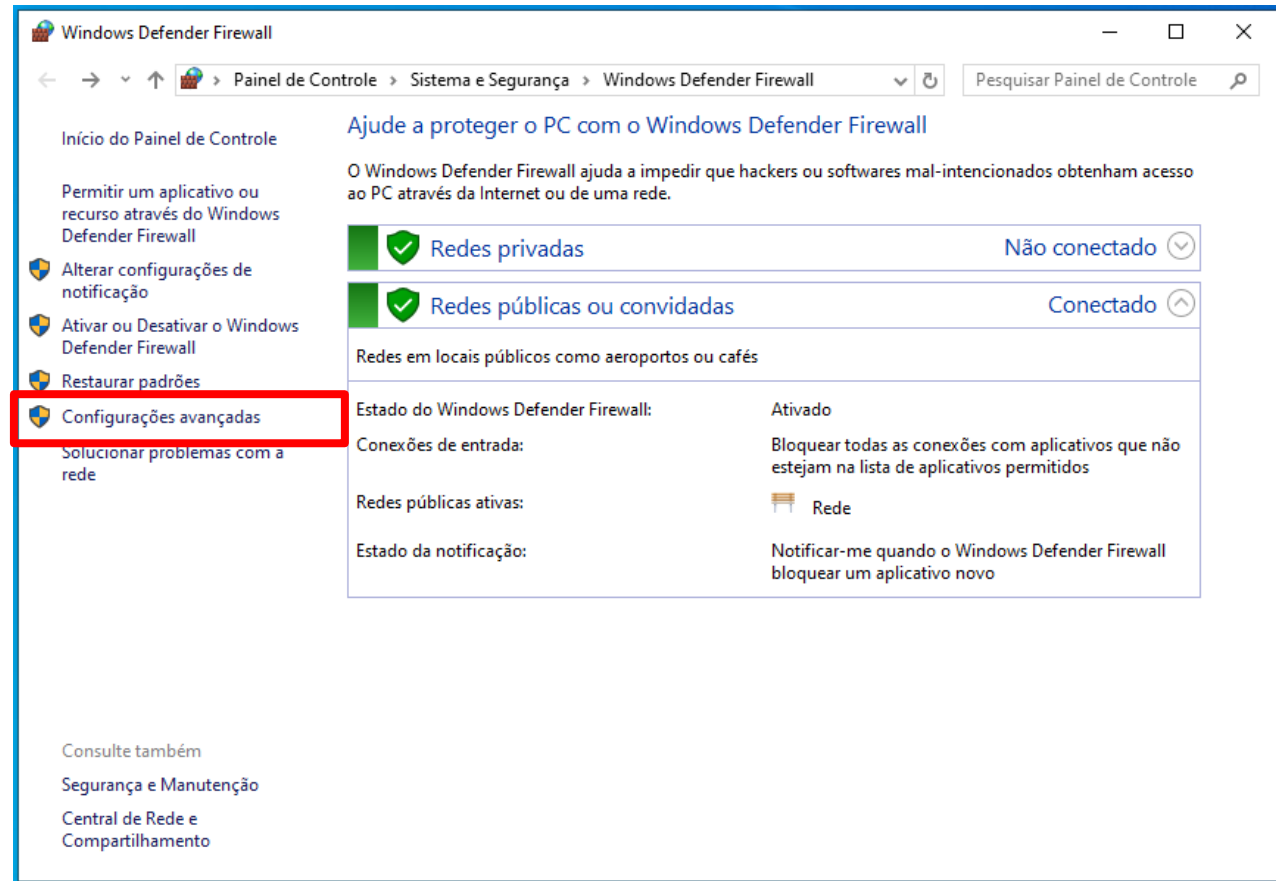 Windows Defender Firewall
Painel de Controle > Sistema e Segurança > Windows Defender Firewall
Pesquisar Painel de Controle
Início do Painel de Controle
Permitir um aplicativo ou
recurso através do Windows
Defender Firewall
Alterar configurações de
notificação
Ativar ou Desativar o Windows
Defender Firewall
Restaurar padrões
Configurações avançadas
Solucionar problemas com a
rede
Ajude a proteger o PC com o Windows Defender Firewall
O Windows Defender Firewall ajuda a impedir que hackers ou softwares mal-intencionados obtenham acesso
ao PC através da Internet ou de uma rede.
Redes privadas Não conectado
Redes públicas ou convidadas Conectado
Redes em locais públicos como aeroportos ou cafés
Estado do Windows Defender Firewall: Ativado
Conexões de entrada: Bloquear todas as conexões com aplicativos que não
estejam na lista de aplicativos permitidos
Redes públicas ativas: Rede
Estado da notificação: Notificar-me quando o Windows Defender Firewall
bloquear um aplicativo novo
Consulte também
Segurança e Manutenção
Central de Rede e
Compartilhamento